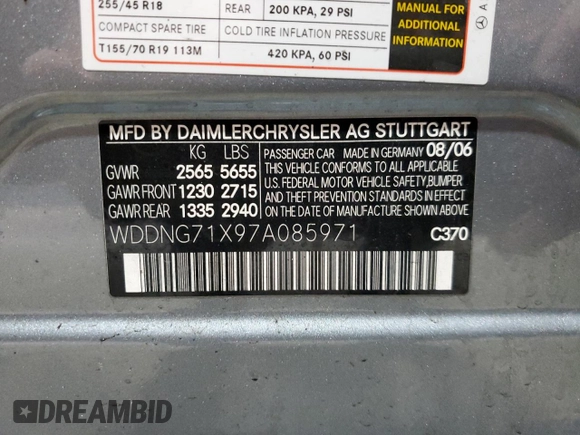 255/45 R18
REAR 200 KPA, 29 PSI
COMPACT SPARE TIRE
COLD TIRE INFLATION PRESSURE
T155/70 R19 113M
420 KPA, 60 PSI
MANUAL FOR
ADDITIONAL
INFORMATION
A
MFD BY DAIMLERCHRYSLER AG STUTTGART
KG LBS
GVWR 2565 5655
GAWR FRONT 1230 2715
GAWR REAR 1335 2940
PASSENGER CAR MADE IN GERMANY 08/06
THIS VEHICLE CONFORMS TO ALL APPLICABLE
U.S. FEDERAL MOTOR VEHICLE SAFETY,BUMPER
AND THEFT PREVENTION STANDARDS IN EFFECT
ON THE DATE OF MANUFACTURE SHOWN ABOVE.
WDDNG71X97A085971
C370
DREAMBID